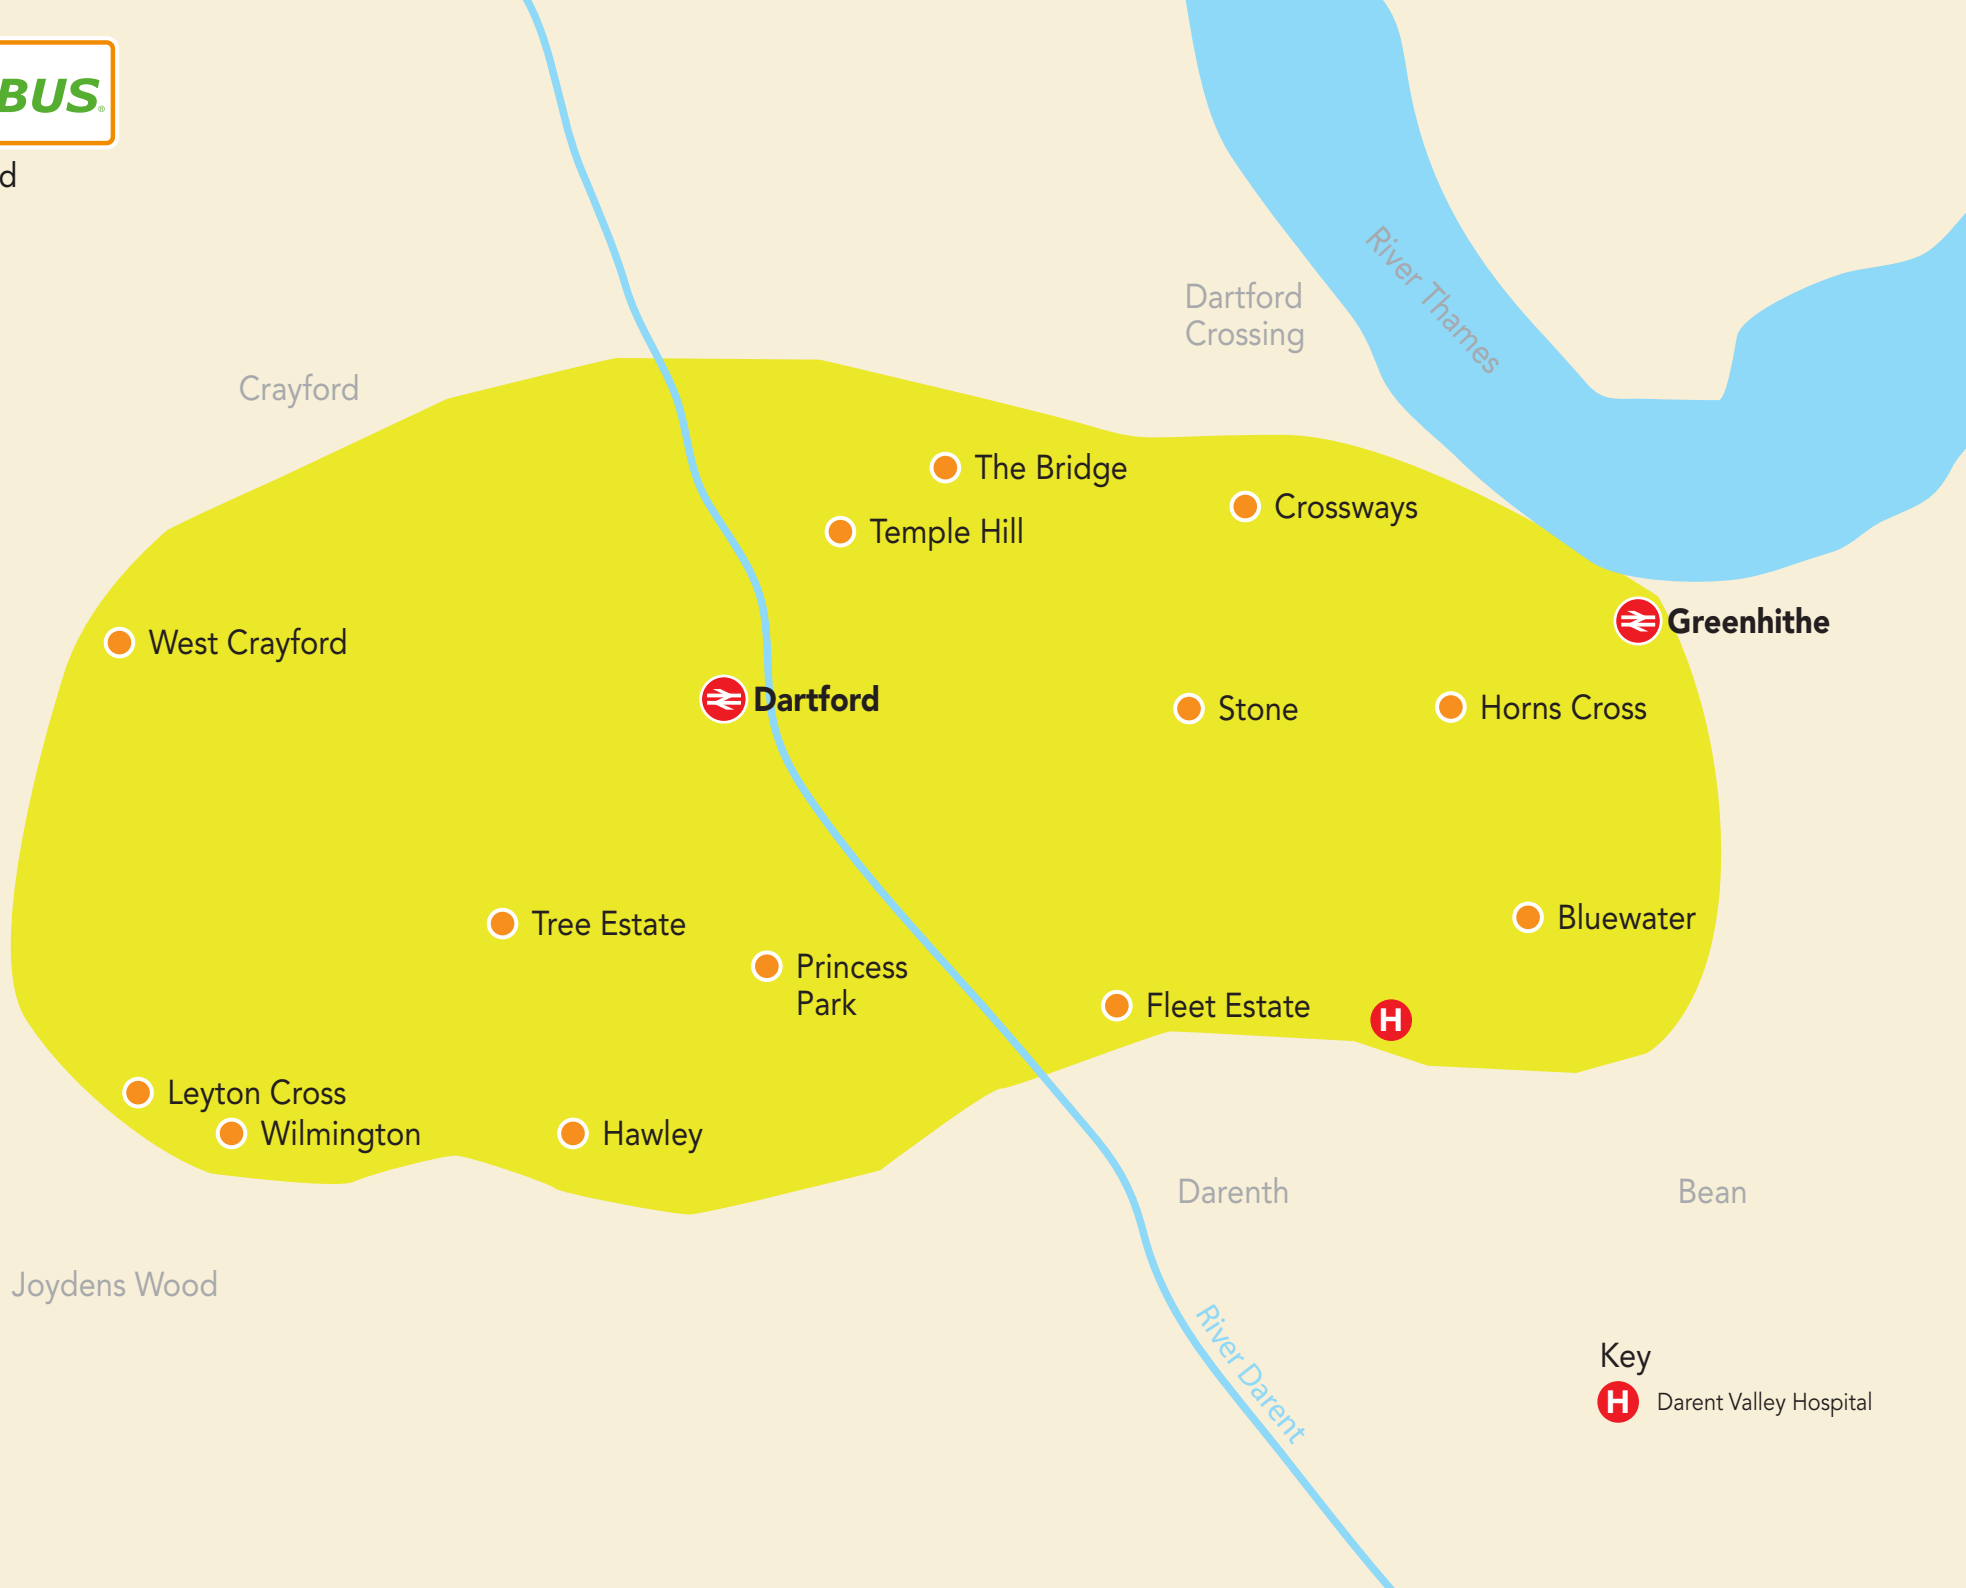 BUS®
d
River Thames
Dartford
Crossing
Crayford
The Bridge
Crossways
Temple Hill
Greenhithe
West Crayford
Dartford
Stone
Horns Cross
Bluewater
Tree Estate
Princess
Park
Fleet Estate
H
Leyton Cross
Wilmington
Hawley
Darenth
Bean
Joydens Wood
River Darent
Key
H Darent Valley Hospital